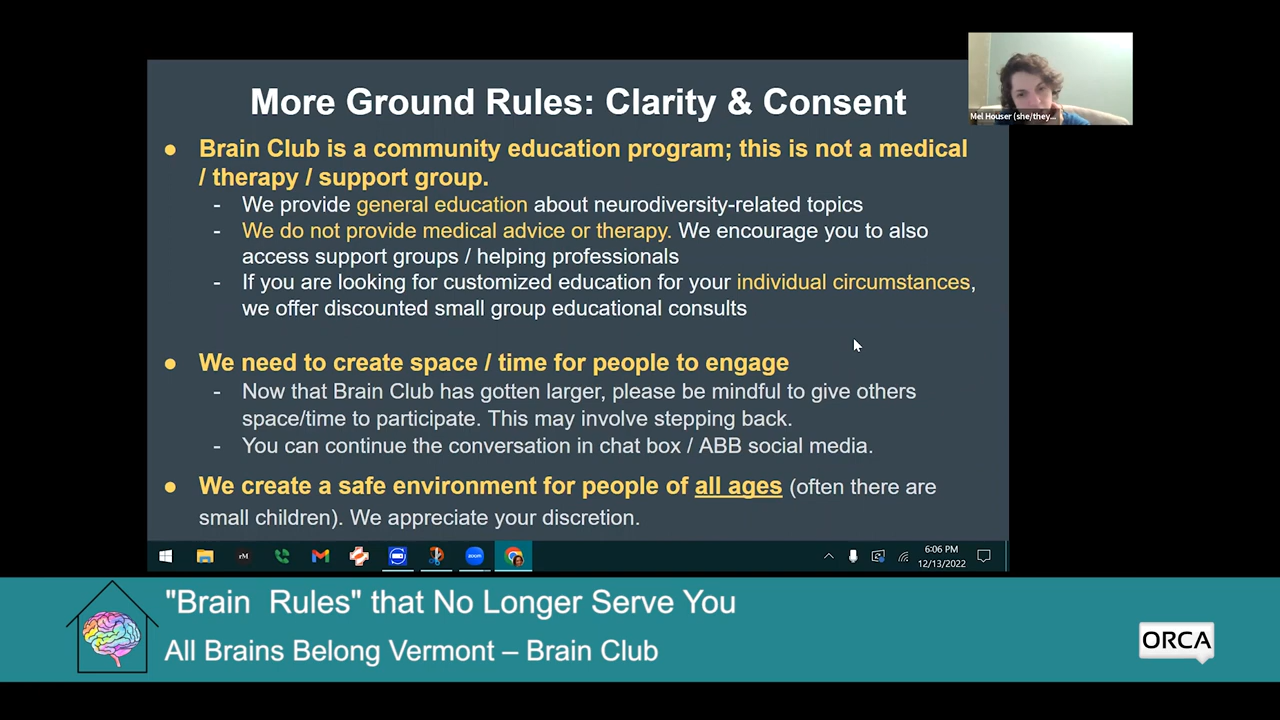 More Ground Rules: Clarity & Consent
Mel Houser (she/they...
● Brain Club is a community education program; this is not a medical
/ therapy / support group.
- We provide general education about neurodiversity-related topics
- We do not provide medical advice or therapy. We encourage you to also
access support groups / helping professionals
- If you are looking for customized education for your individual circumstances,
we offer discounted small group educational consults
● We need to create space / time for people to engage
- Now that Brain Club has gotten larger, please be mindful to give others
space/time to participate. This may involve stepping back.
- You can continue the conversation in chat box / ABB social media.
● We create a safe environment for people of all ages (often there are
small children). We appreciate your discretion.
rM
zoom
6:06 PM
12/13/2022
"Brain  Rules" that No Longer Serve You
All Brains Belong Vermont – Brain Club
ORCA